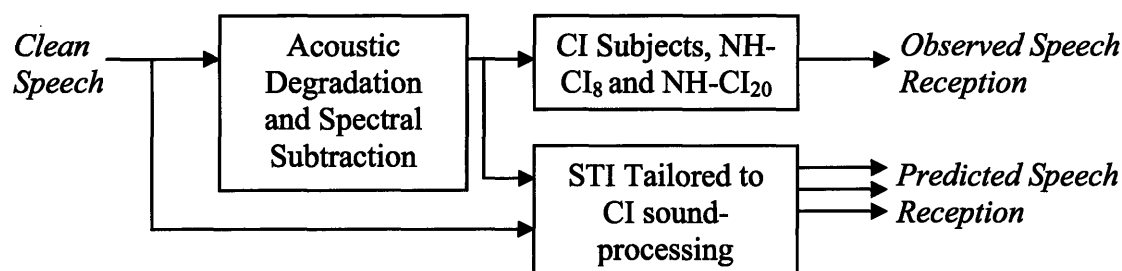 Clean
Speech
Acoustic
Degradation
and Spectral
Subtraction
CI Subjects, NH-
CI₈ and NH-CI₂₀
Observed Speech
Reception
STI Tailored to
CI sound-
processing
Predicted Speech
Reception